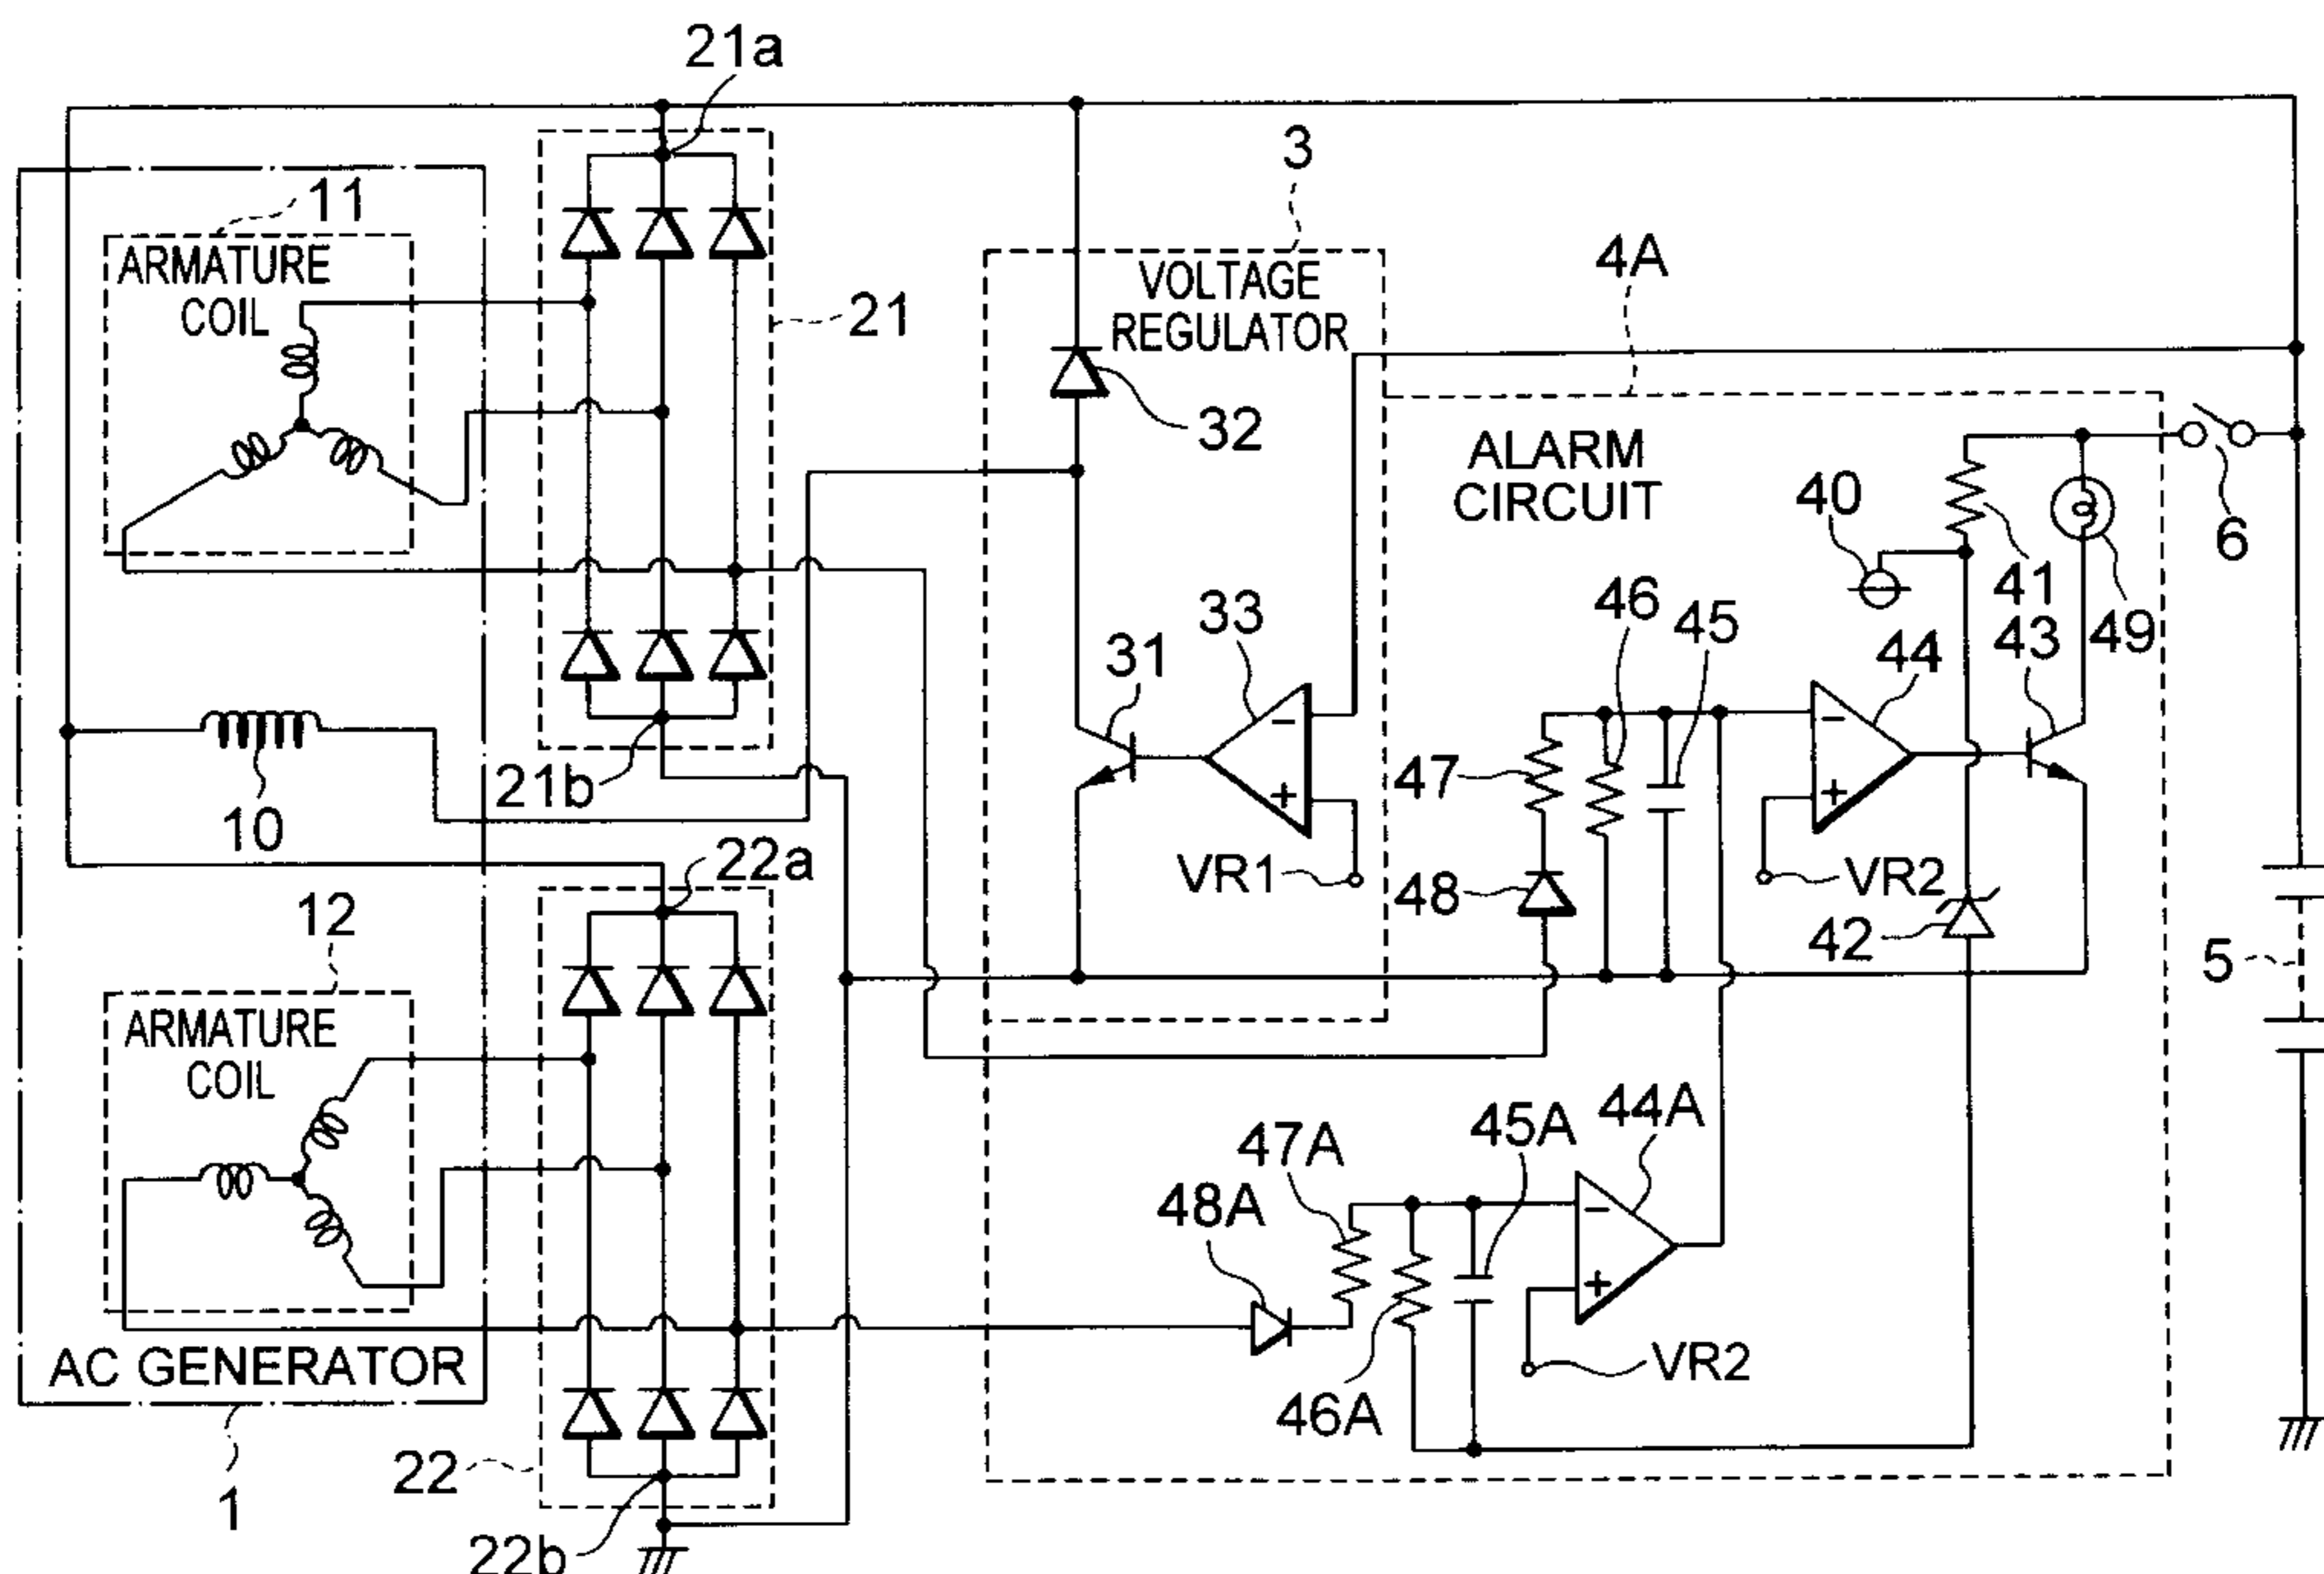 21a
3
11
ARMATURE
COIL
4A
VOLTAGE
REGULATOR
21
32
ALARM
CIRCUIT
40
6
41
49
46
45
33
43
44
31
47
21b
10
22a
VR1
48
VR2
42
12
5
ARMATURE
COIL
44A
45A
47A
48A
VR2
AC GENERATOR
46A
22
1
22b
−
+
−
+
−
+